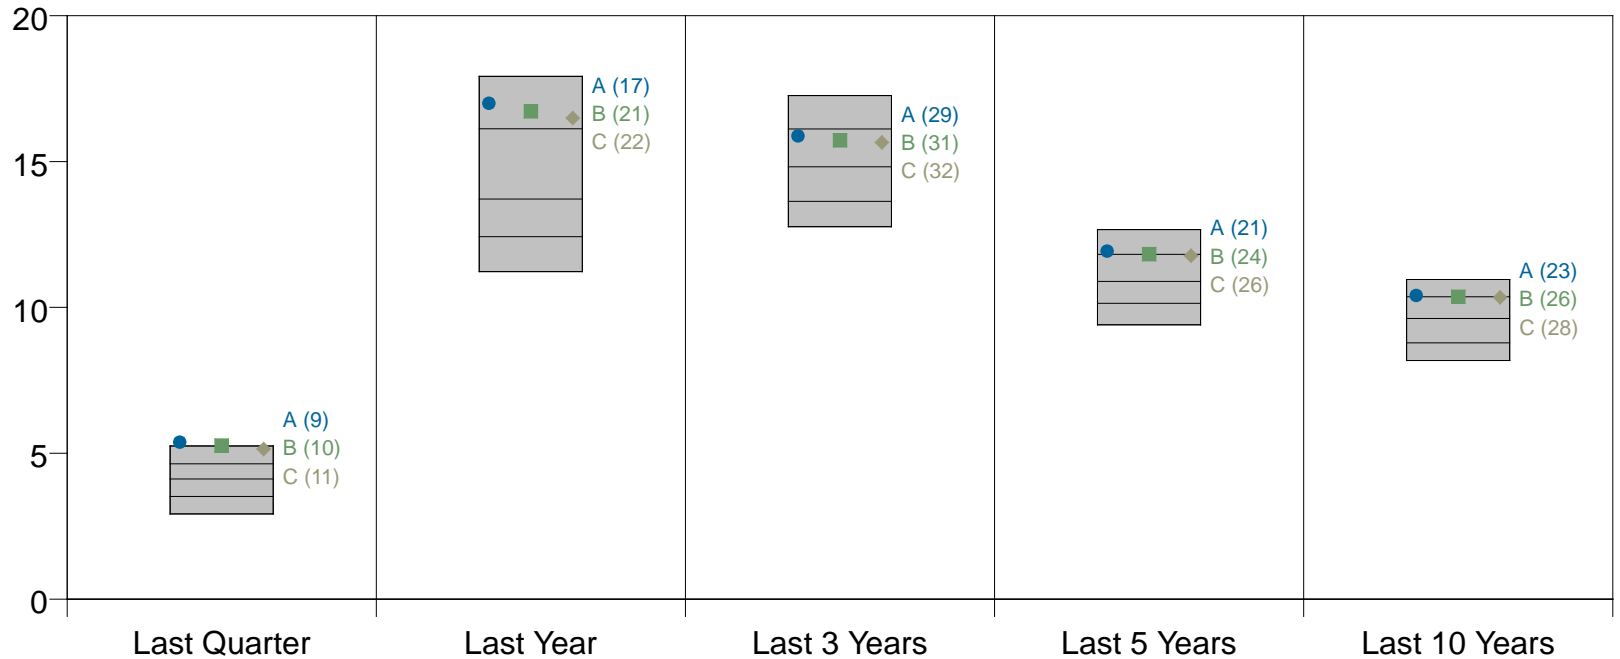 20
15
10
5
0
A (9)
B (10)
C (11)
A (17)
B (21)
C (22)
A (29)
B (31)
C (32)
A (21)
B (24)
C (26)
A (23)
B (26)
C (28)
Last Quarter
Last Year
Last 3 Years
Last 5 Years
Last 10 Years